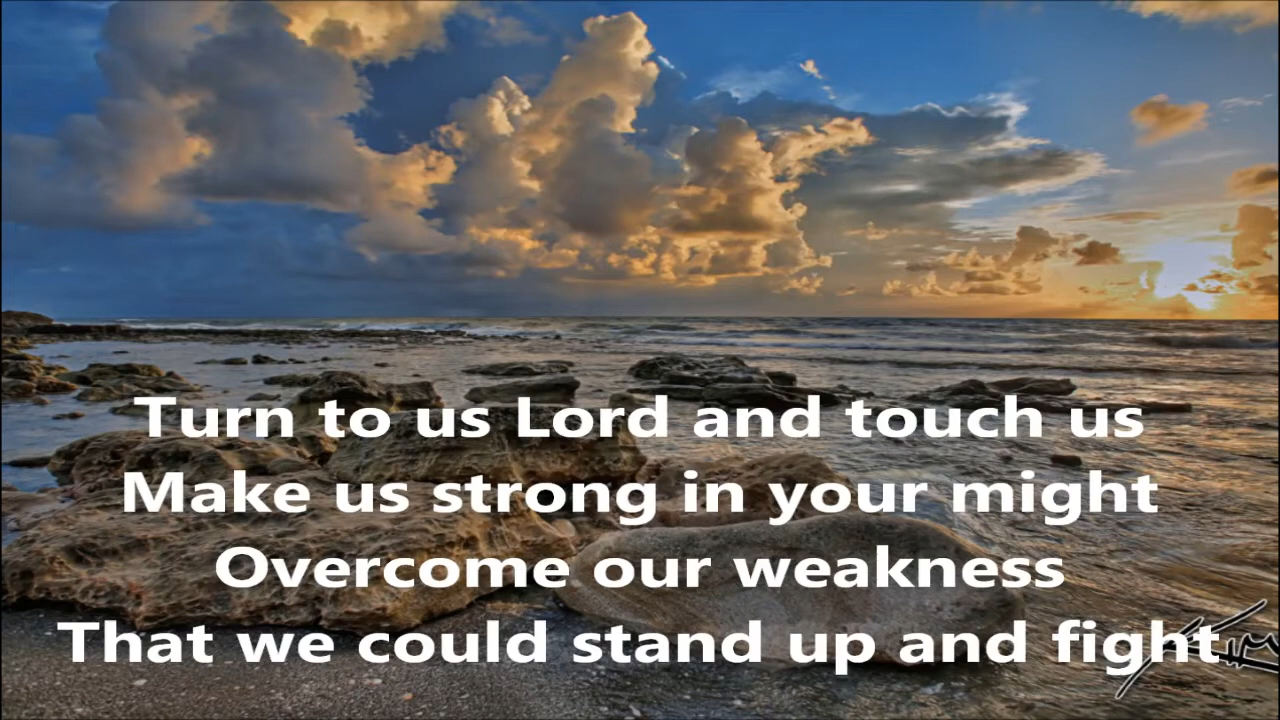 Turn to us Lord and touch us
Make us strong in your might
Overcome our weakness
That we could stand up and fight